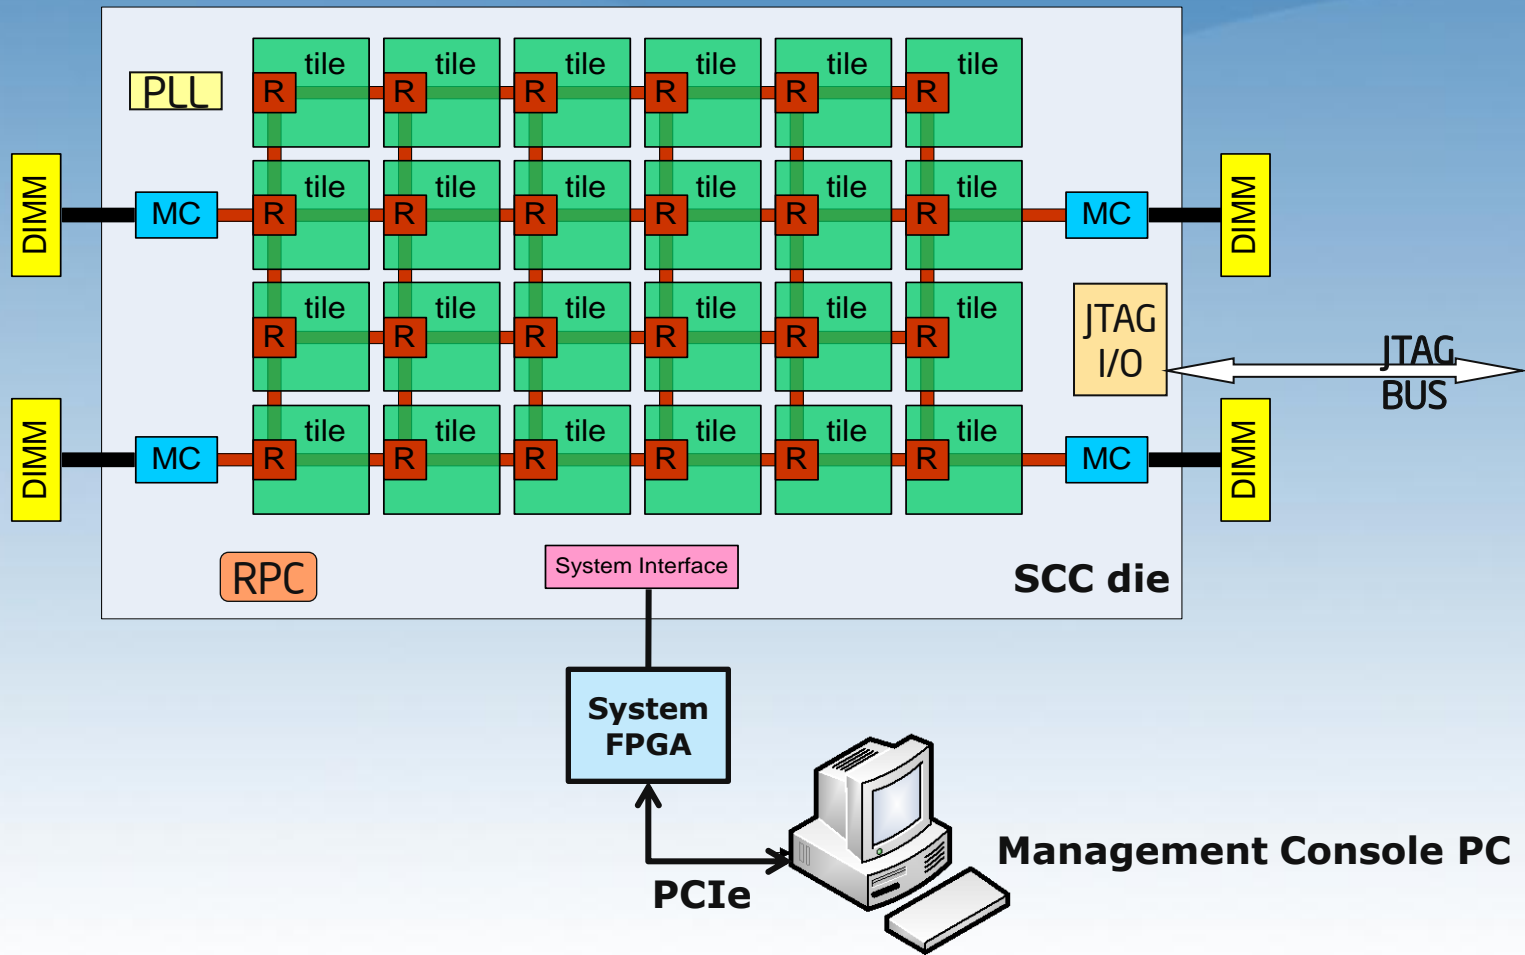 tile tile tile tile tile tile
PLL
R R R R R R
tile tile tile tile tile tile
DIMM MC R R R R R R MC DIMM
tile tile tile tile tile tile
R R R R R R
JTAG
I/O
JTAG
BUS
tile tile tile tile tile tile
DIMM MC R R R R R R MC DIMM
RPC
System Interface
SCC die
System
FPGA
Management Console PC
PCIe